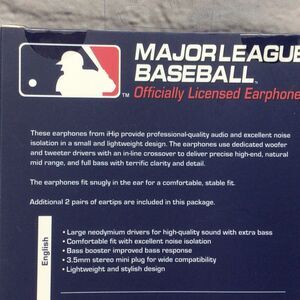 MAJOR LEAGUE
BASEBALL
Officially Licensed Earphone
These earphones from iHip provide professional-quality audio and excellent noise
isolation in a small and lightweight design. The earphones use dedicated woofer
and tweeter drivers with an in-line crossover to deliver precise high-end, natural
mid range, and full bass with terrific clarity and detail.
The earphones fit snugly in the ear for a comfortable, stable fit.
Additional 2 pairs of eartips are included in this package.
English
• Large neodymium drivers for high-quality sound with extra bass
• Comfortable fit with excellent noise isolation
• Bass booster improved bass response
• 3.5mm stereo mini plug for wide compatibility
• Lightweight and stylish design